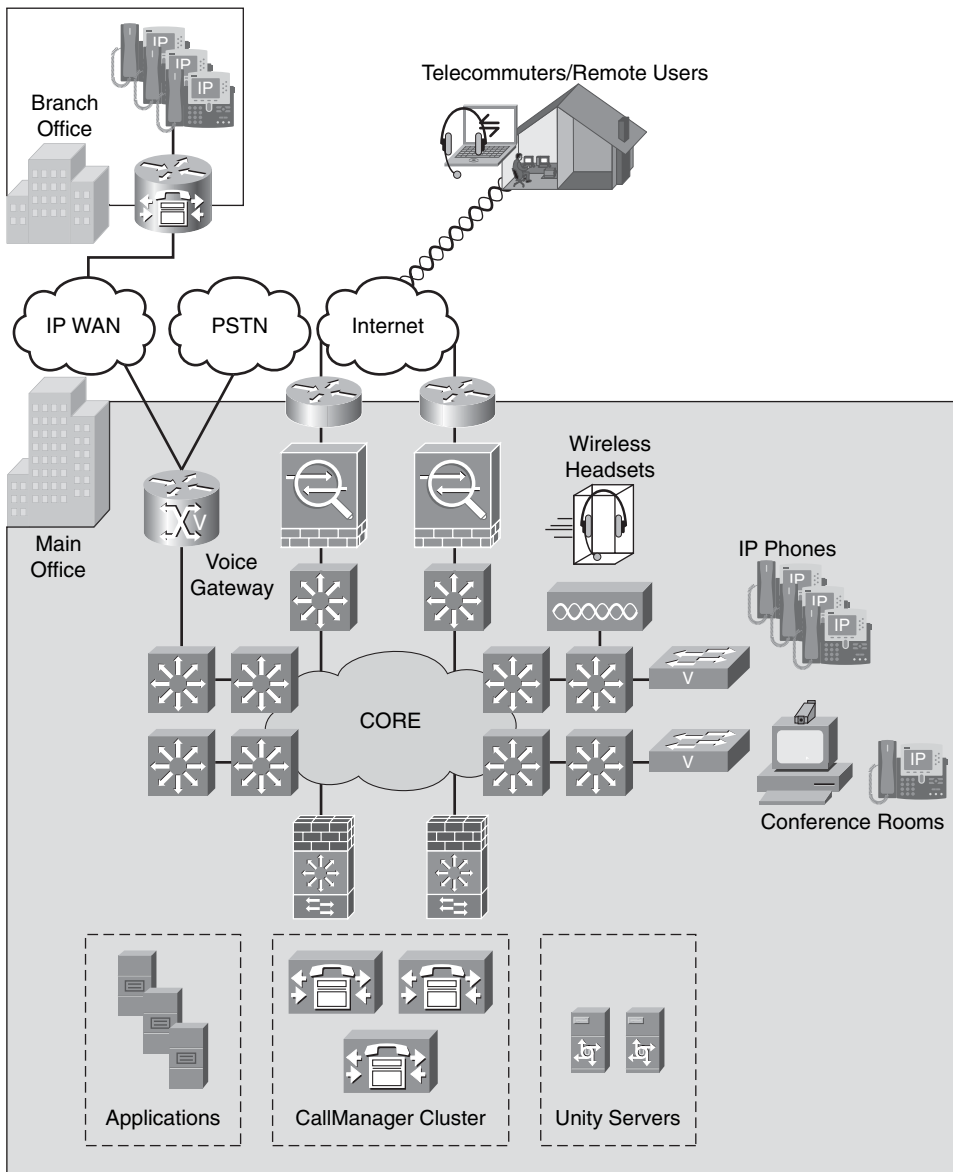 IP
IP
IP
Branch
Office
Telecommuters/Remote Users
IP WAN
PSTN
Internet
Main
Office
V
Voice
Gateway
Wireless
Headsets
IP Phones
IP
IP
IP
V
CORE
V
IP
Conference Rooms
Applications
CallManager Cluster
Unity Servers